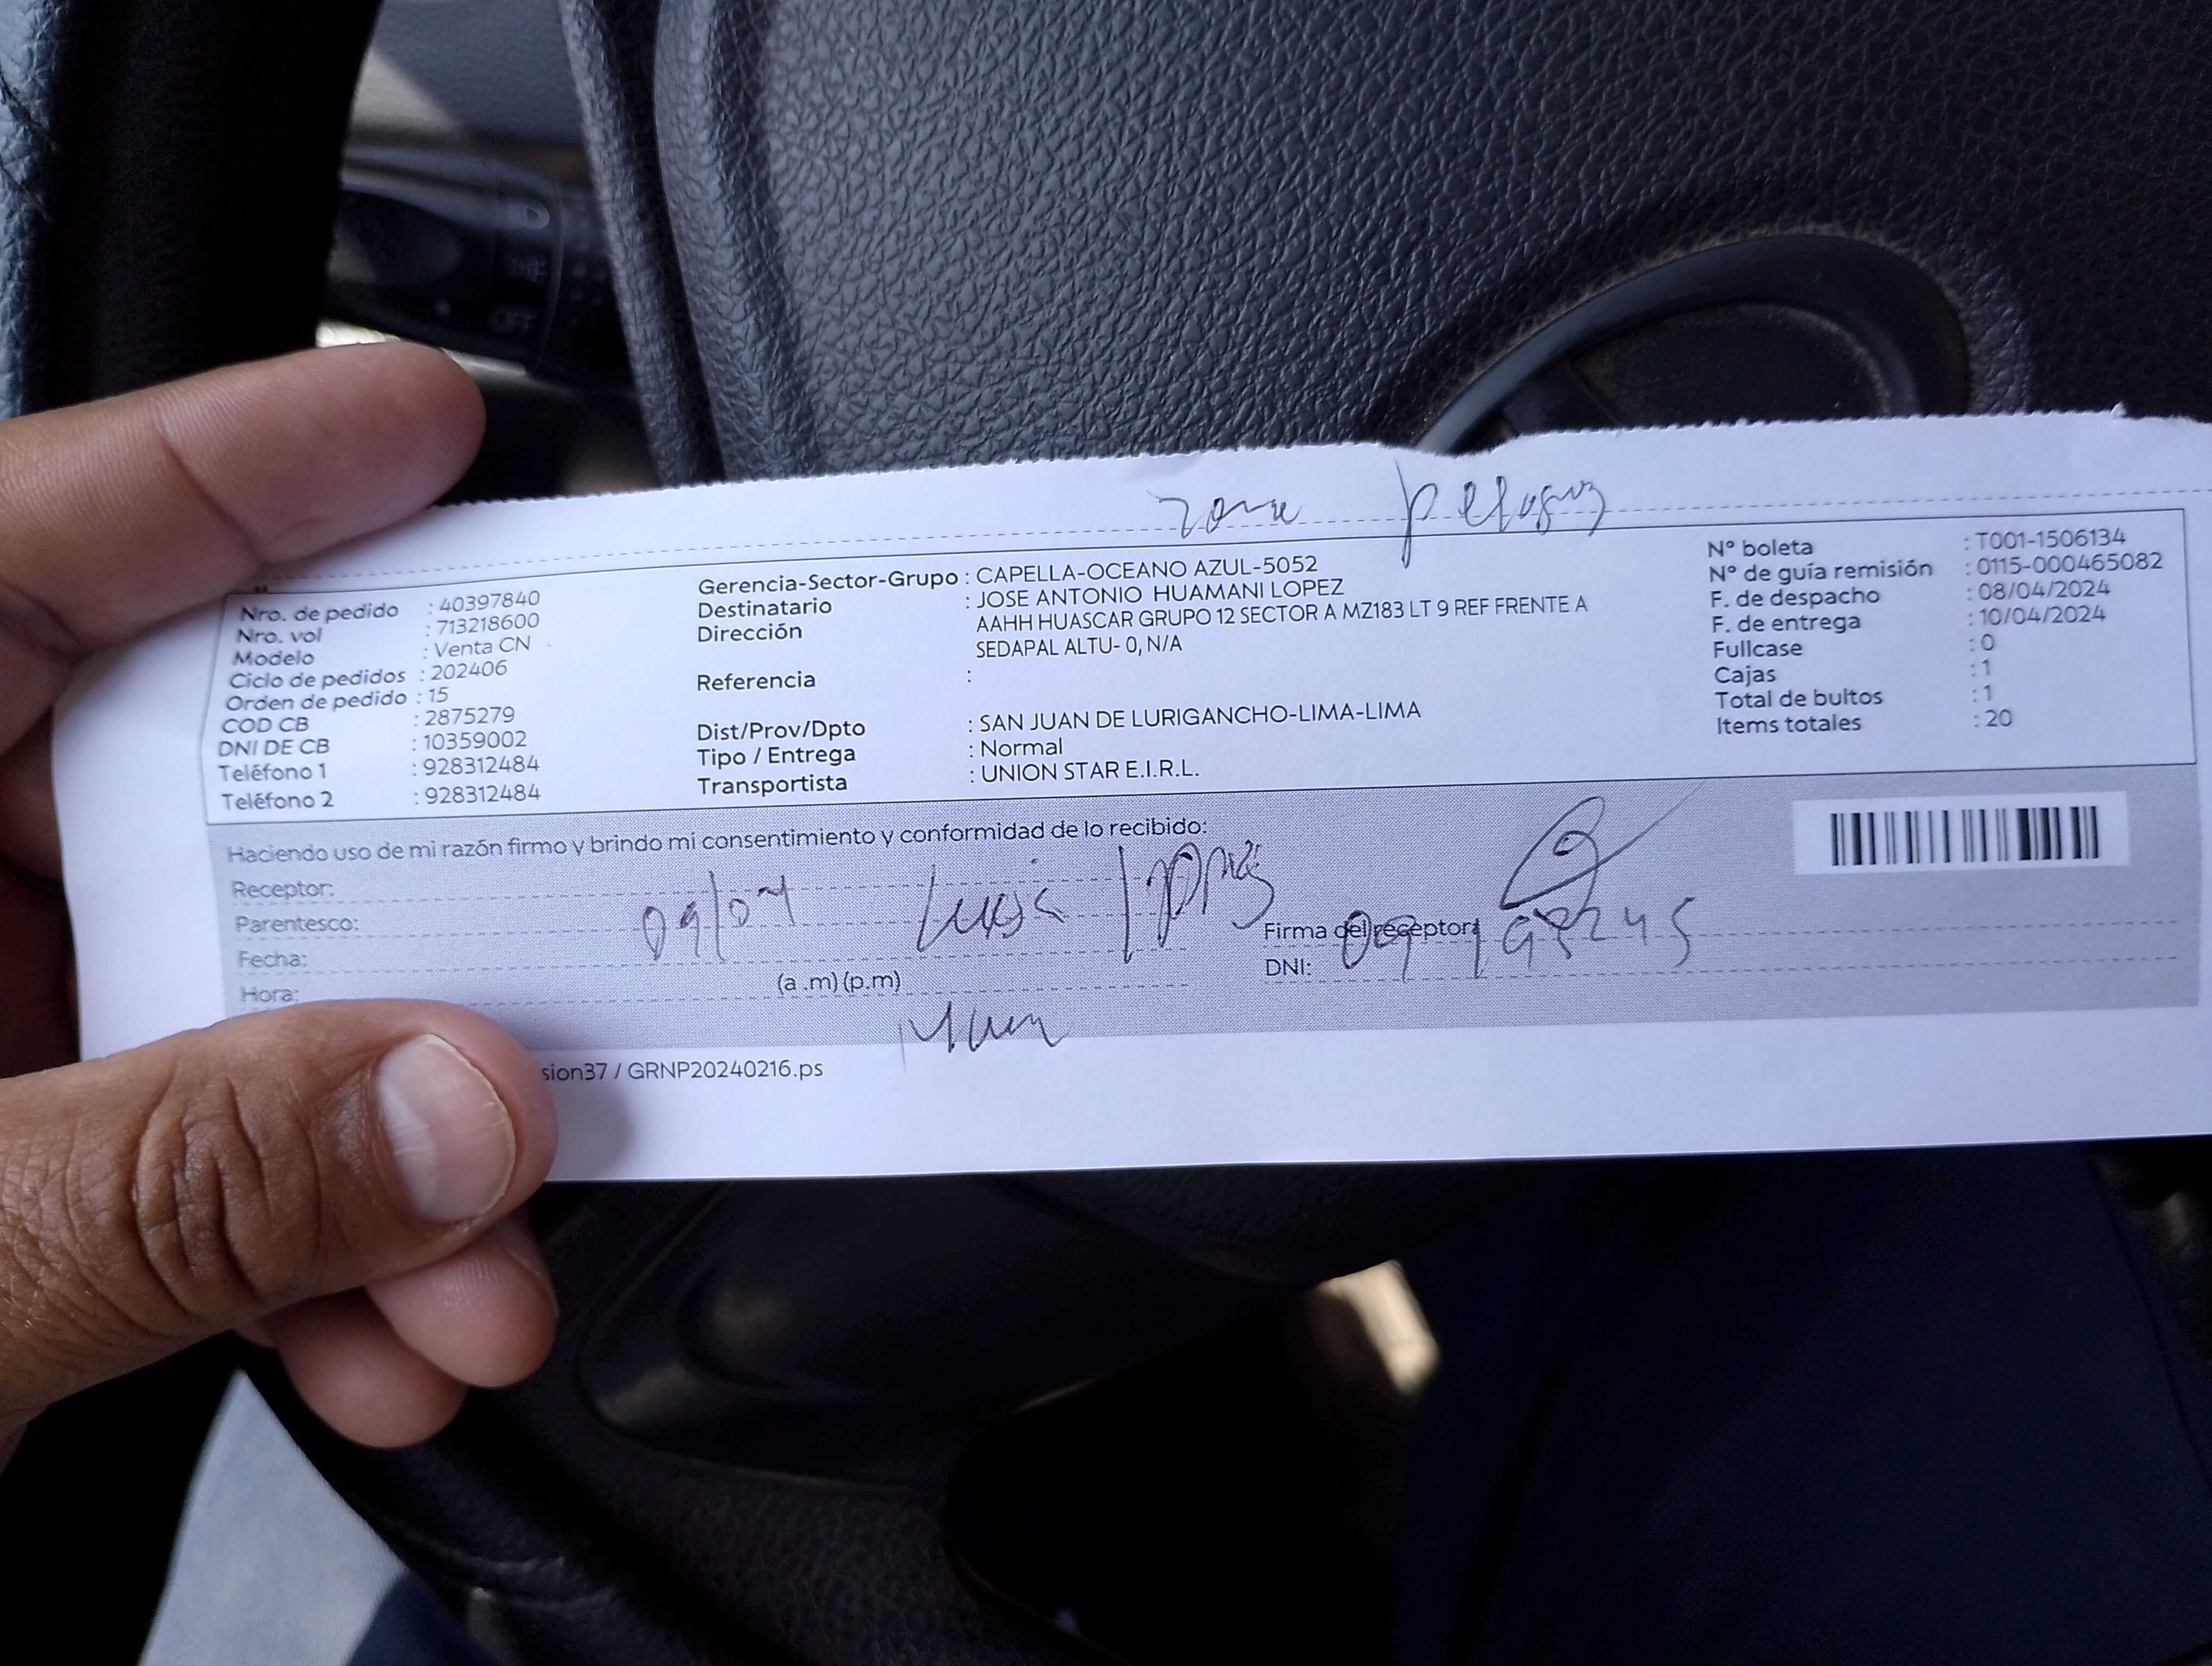 OFF
zona
Nro. de pedido : 40397840
Nro. vol : 713218600
Modelo : Venta CN
Ciclo de pedidos : 202406
Orden de pedido : 15
COD CB : 2875279
DNI DE CB : 10359002
Teléfono 1 : 928312484
Teléfono 2 : 928312484
Gerencia-Sector-Grupo : CAPELLA-OCEANO AZUL-5052
Destinatario : JOSE ANTONIO HUAMANI LOPEZ
Dirección AAHH HUASCAR GRUPO 12 SECTOR A MZ183 LT 9 REF FRENTE A
SEDAPAL ALTU- 0, N/A
Referencia :
Dist/Prov/Dpto : SAN JUAN DE LURIGANCHO-LIMA-LIMA
Tipo / Entrega : Normal
Transportista : UNION STAR E.I.R.L.
N° boleta : T001-1506134
N° de guía remisión : 0115-000465082
F. de despacho : 08/04/2024
F. de entrega : 10/04/2024
Fullcase : 0
Cajas : 1
Total de bultos : 1
Items totales : 20
Haciendo uso de mi razón firmo y brindo mi consentimiento y conformidad de lo recibido:
Receptor:
Parentesco:
Fecha: 09/04
Hora: (a .m) (p.m)
Firma del receptor
DNI:
sion37 / GRNP20240216.ps